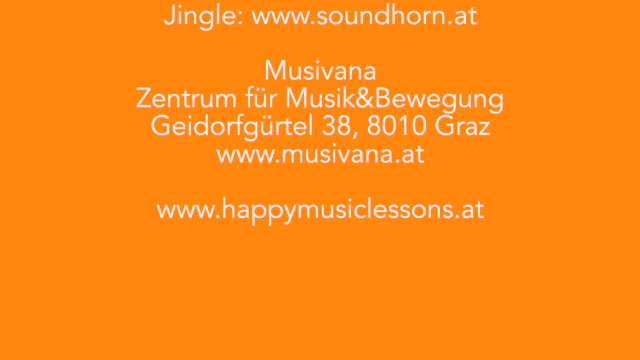 Jingle: www.soundhorn.at
Musivana
Zentrum für Musik&Bewegung
Geidorfgürtel 38, 8010 Graz
www.musivana.at
www.happymusiclessons.at